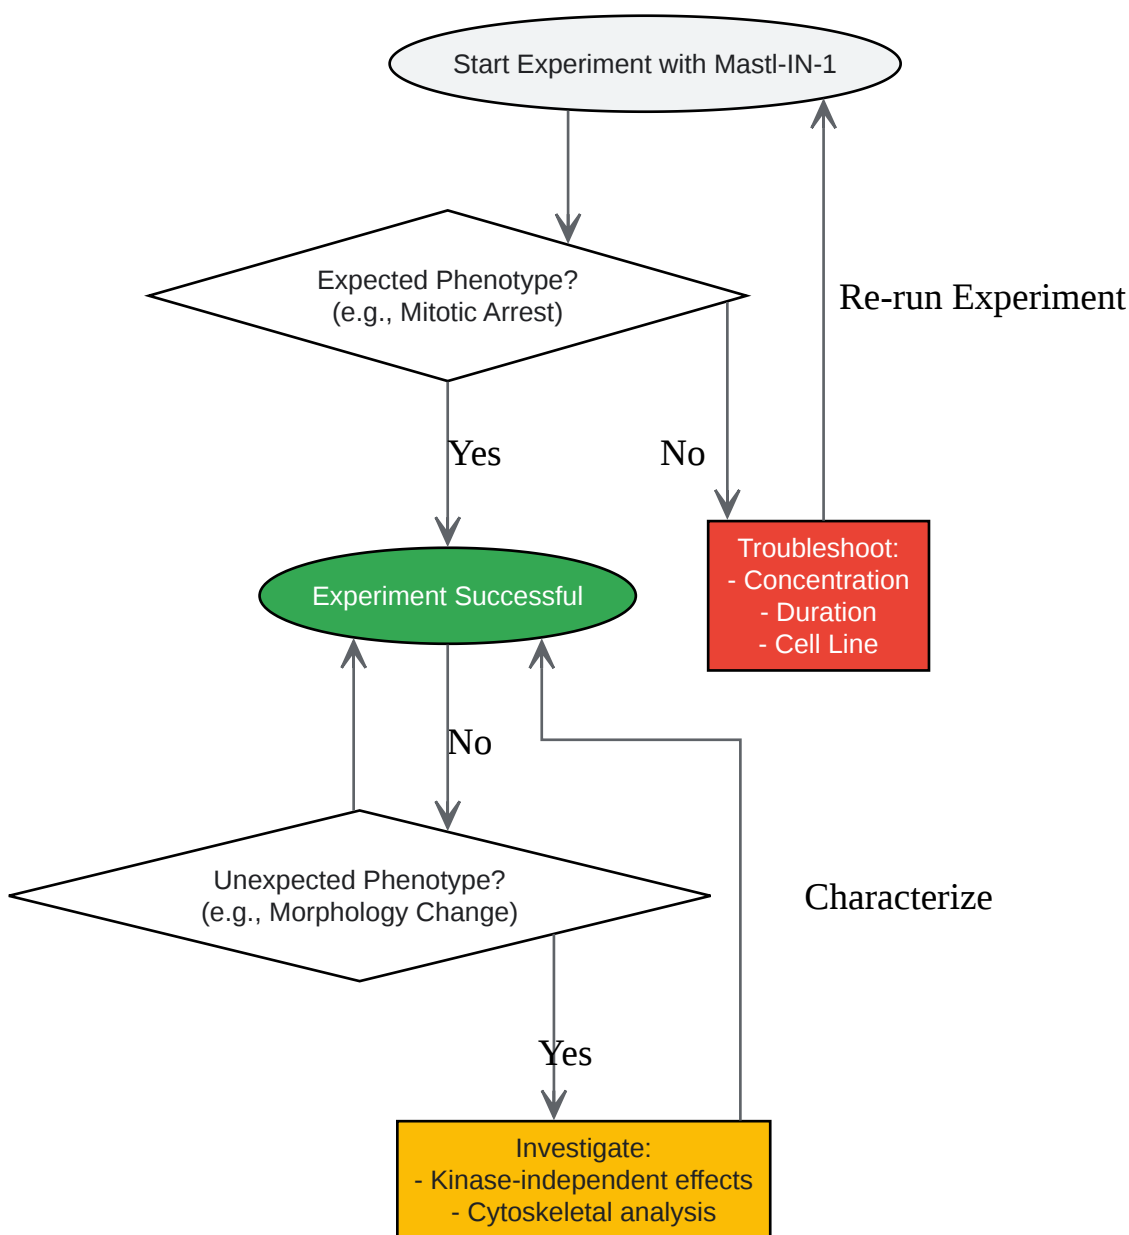 Start Experiment with Mastl-IN-1
Expected Phenotype?
(e.g., Mitotic Arrest)
Re-run Experiment
Yes
No
Troubleshoot:
- Concentration
- Duration
- Cell Line
Experiment Successful
No
Unexpected Phenotype?
(e.g., Morphology Change)
Characterize
Yes
Investigate:
- Kinase-independent effects
- Cytoskeletal analysis